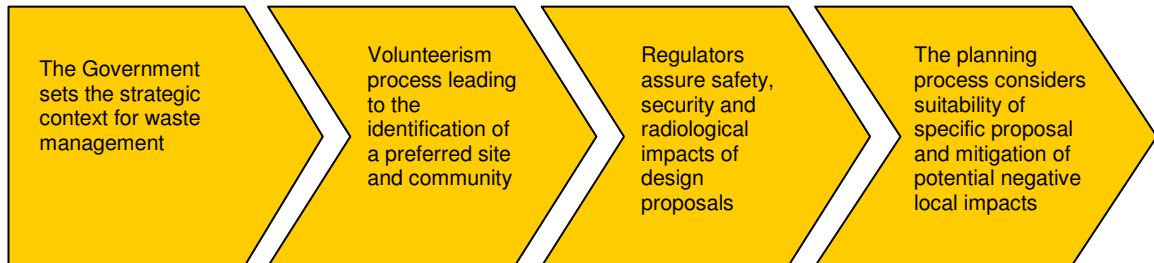 The Government
sets the strategic
context for waste
management
Volunteerism
process leading
to the
identification of
a preferred site
and community
Regulators
assure safety,
security and
radiological
impacts of
design
proposals
The planning
process considers
suitability of
specific proposal
and mitigation of
potential negative
local impacts